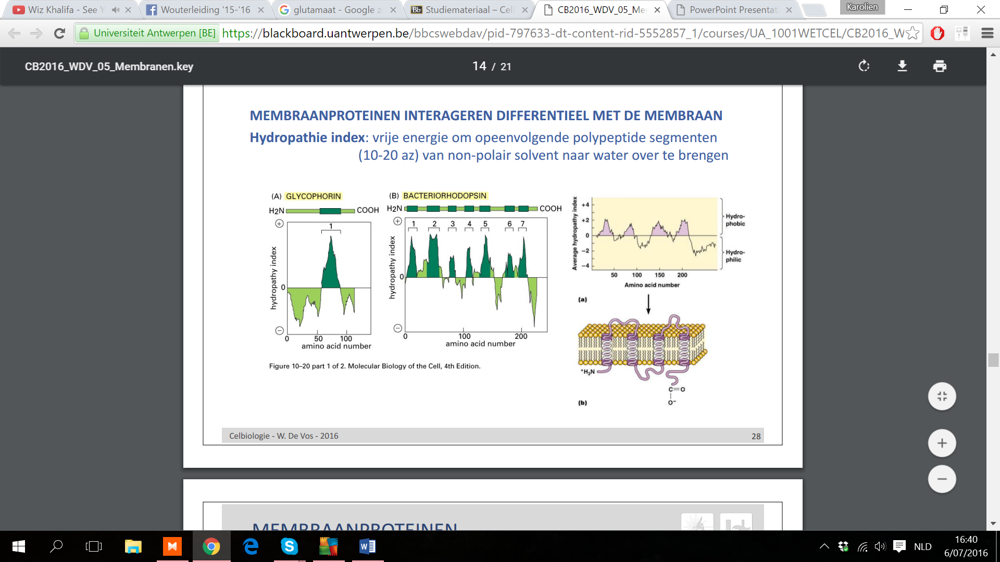 Karolien
Wiz Khalifa - See Y
Wouterleiding '15-'16
glutamaat - Google z
Studiemateriaal – Cel
CB2016_WDV_05_Me
PowerPoint Presentat
Universiteit Antwerpen [BE]
https://blackboard.uantwerpen.be/bbcswebdav/pid-797633-dt-content-rid-5552857_1/courses/UA_1001WETCEL/CB2016_W
CB2016_WDV_05_Membranen.key
14 / 21
MEMBRAANPROTEINEN INTERAGEREN DIFFERENTIEEL MET DE MEMBRAAN
Hydropathie index: vrije energie om opeenvolgende polypeptide segmenten
(10-20 az) van non-polair solvent naar water over te brengen
(A) GLYCOPHORIN
H2N COOH
+
1
hydropathy index
0
−
0 50 100
amino acid number
(B) BACTERIORHODOPSIN
H2N COOH
+
1 2 3 4 5 6 7
hydropathy index
0
−
0 100 200
amino acid number
Figure 10–20 part 1 of 2. Molecular Biology of the Cell, 4th Edition.
Average hydropathy index
+4
+2
0
−2
−4
Hydro-
phobic
Hydro-
philic
50 100 150 200
Amino acid number
(a)
+H3N
C=O
O−
(b)
Celbiologie - W. De Vos - 2016
28
MEMBRAANPROTEINEN
NLD
16:40
6/07/2016